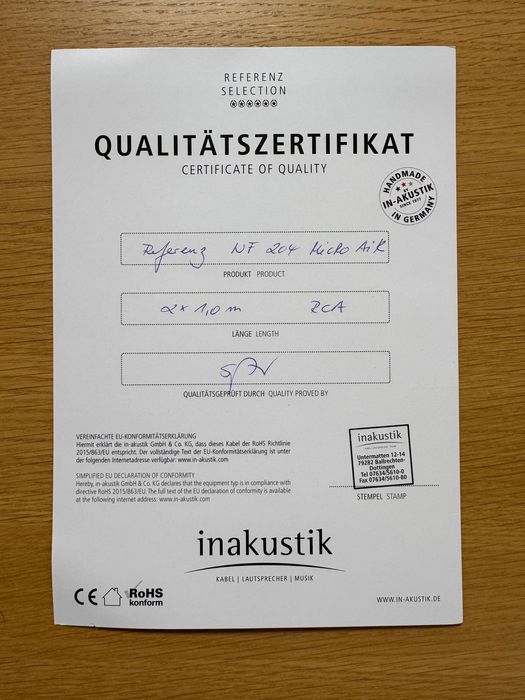 REFERENZ
SELECTION
QUALITÄTSZERTIFIKAT
CERTIFICATE OF QUALITY
HANDMADE
BY
IN-AKUSTIK
SINCE 1977
IN GERMANY
Referenz NF 204 Micro AIR
PRODUKT PRODUCT
2x 1,0 m RCA
LÄNGE LENGTH
QUALITÄTSGEPRÜFT DURCH QUALITY PROVED BY
VEREINFACHTE EU-KONFORMITÄTSERKLÄRUNG
Hiermit erklärt die in-akustik GmbH & Co. KG, dass dieses Kabel der RoHS Richtlinie
2015/863/EU entspricht. Der vollständige Text der EU-Konformitätserklärung ist unter
der folgenden Internetadresse verfügbar: www.in-akustik.com
SIMPLIFIED EU DECLARATION OF CONFORMITY
Hereby, in-akustik GmbH & Co. KG declares that the equipment typ is in compliance with
directive RoHS 2015/863/EU. The full text of the EU declaration of conformity is available
at the following internet address: www.in-akustik.com
inakustik
Untermatten 12-14
79282 Ballrechten-
Dottingen
Tel 07634/5610-0
Fax 07634/5610-80
STEMPEL STAMP
inakustik
KABEL | LAUTSPRECHER | MUSIK
CE RoHS
konform
WWW.IN-AKUSTIK.DE